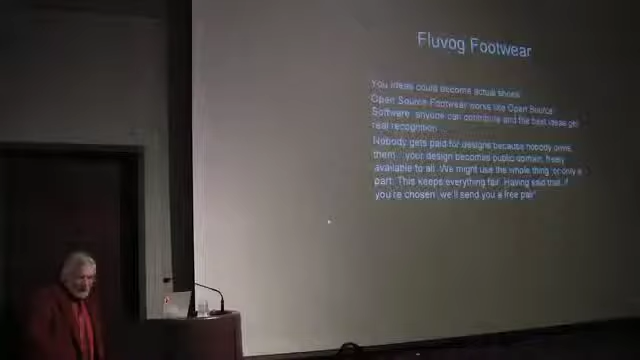 Fluvog Footwear
You ideas could become actual shoes
Open Source Footwear works like Open Source
Software: anyone can contribute and the best ideas get
real recognition...
Nobody gets paid for designs because nobody owns
them... your design becomes public domain, freely
available to all. We might use the whole thing or only a
part. This keeps everything fair. Having said that, if
you're chosen, we'll send you a free pair"